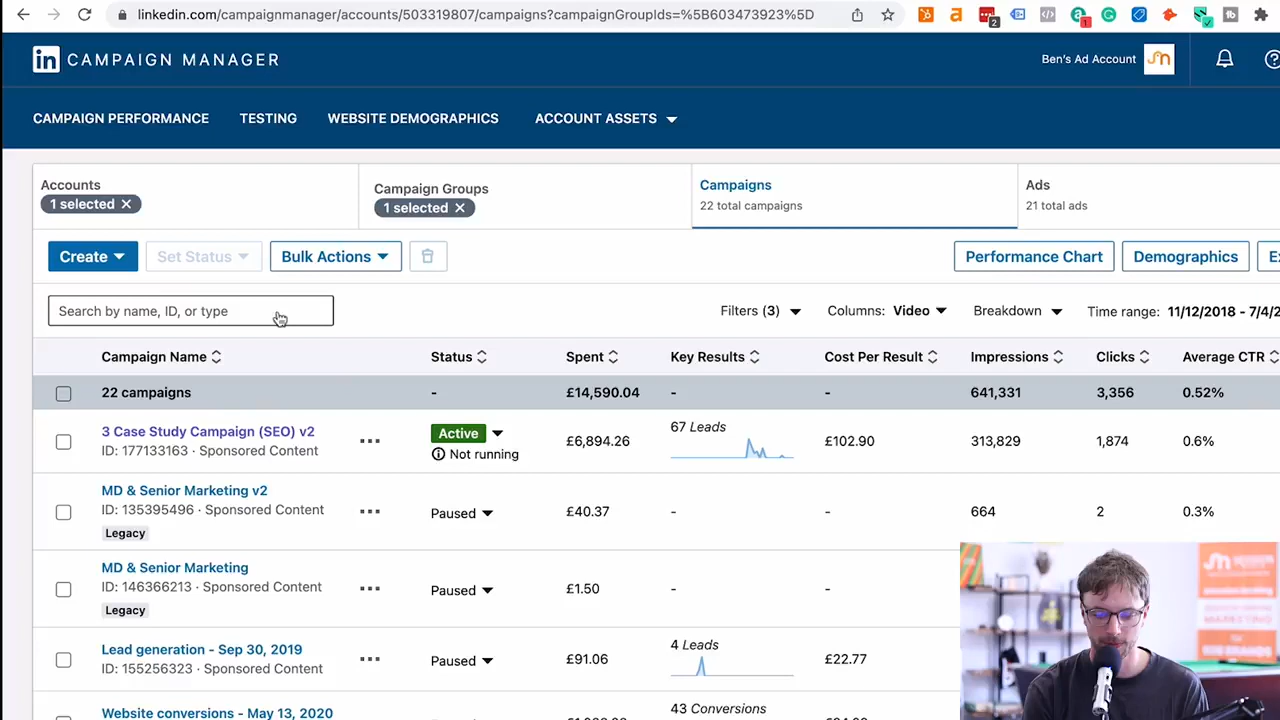 linkedin.com/campaignmanager/accounts/503319807/campaigns?campaignGroupIds=%5B603473923%5D
2
1
in CAMPAIGN MANAGER
Ben's Ad Account
CAMPAIGN PERFORMANCE TESTING WEBSITE DEMOGRAPHICS ACCOUNT ASSETS
Accounts
1 selected
Campaign Groups
1 selected
Campaigns
22 total campaigns
Ads
21 total ads
Create Set Status Bulk Actions Performance Chart Demographics
Search by name, ID, or type Filters (3) Columns: Video Breakdown Time range: 11/12/2018 - 7/4/2
Campaign Name Status Spent Key Results Cost Per Result Impressions Clicks Average CTR
22 campaigns - £14,590.04 - - 641,331 3,356 0.52%
3 Case Study Campaign (SEO) v2
ID: 177133163 · Sponsored Content
Active
Not running
£6,894.26
67 Leads
£102.90
313,829
1,874
0.6%
MD & Senior Marketing v2
ID: 135395496 · Sponsored Content
Legacy
Paused
£40.37
-
-
664
2
0.3%
MD & Senior Marketing
ID: 146366213 · Sponsored Content
Legacy
Paused
£1.50
-
-
Lead generation - Sep 30, 2019
ID: 155256323 · Sponsored Content
Paused
£91.06
4 Leads
£22.77
Website conversions - May 13, 2020
43 Conversions
MARKETING